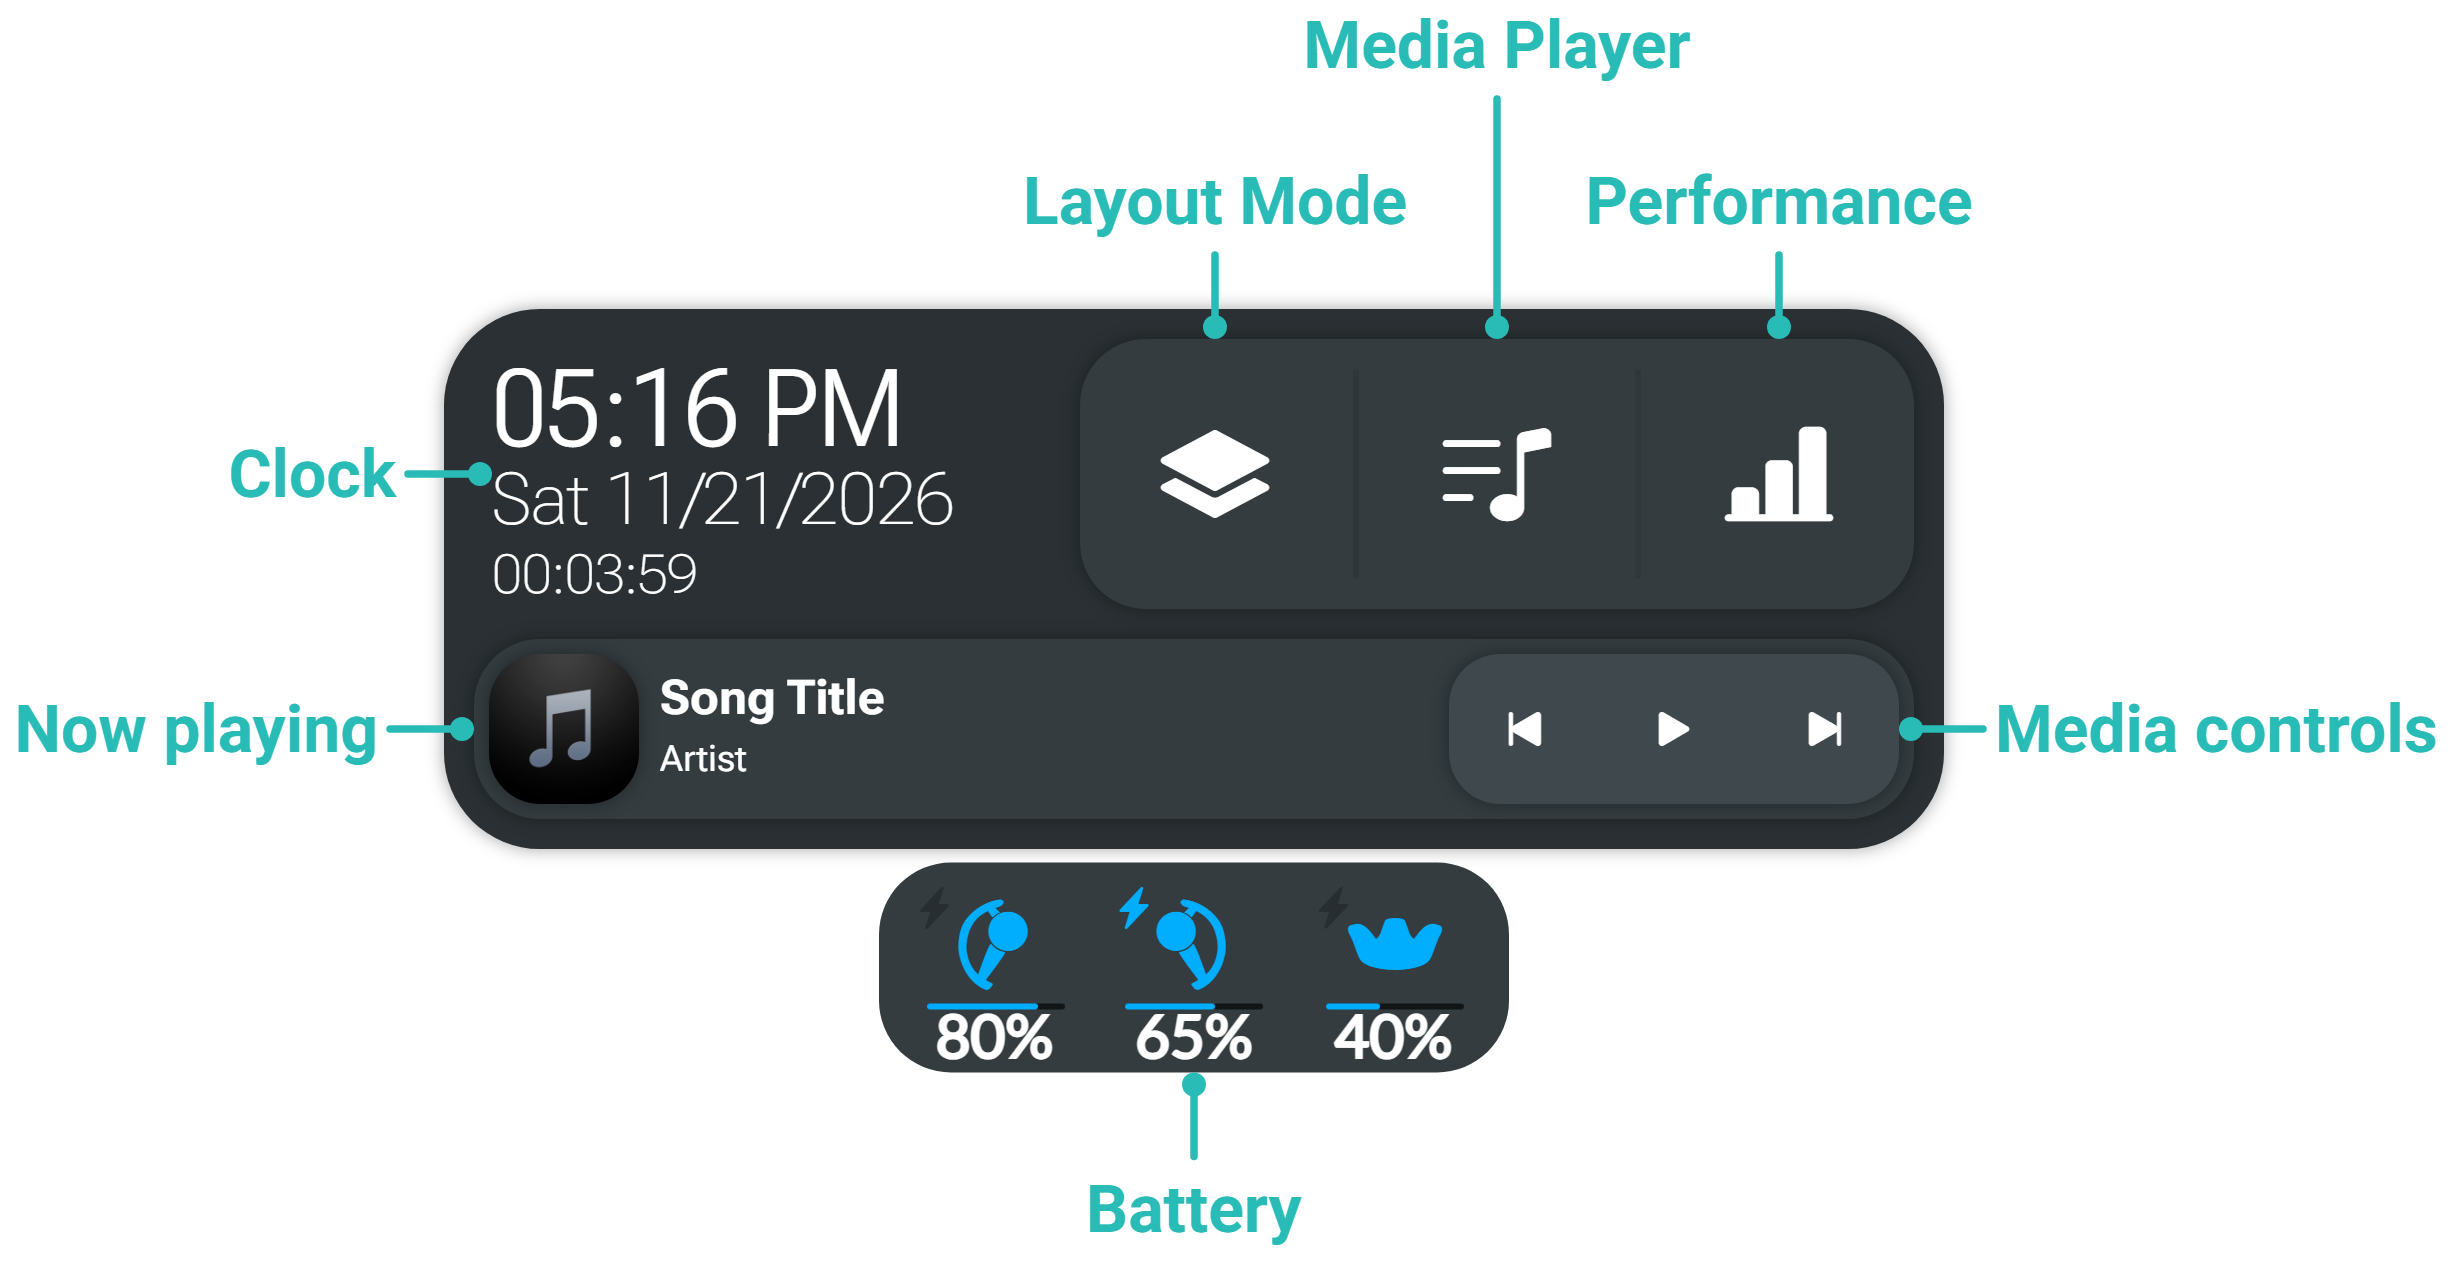 Media Player
Layout Mode
Performance
Clock
05:16 PM
Sat 11/21/2026
00:03:59
Now playing
Song Title
Artist
Media controls
80%
65%
40%
Battery